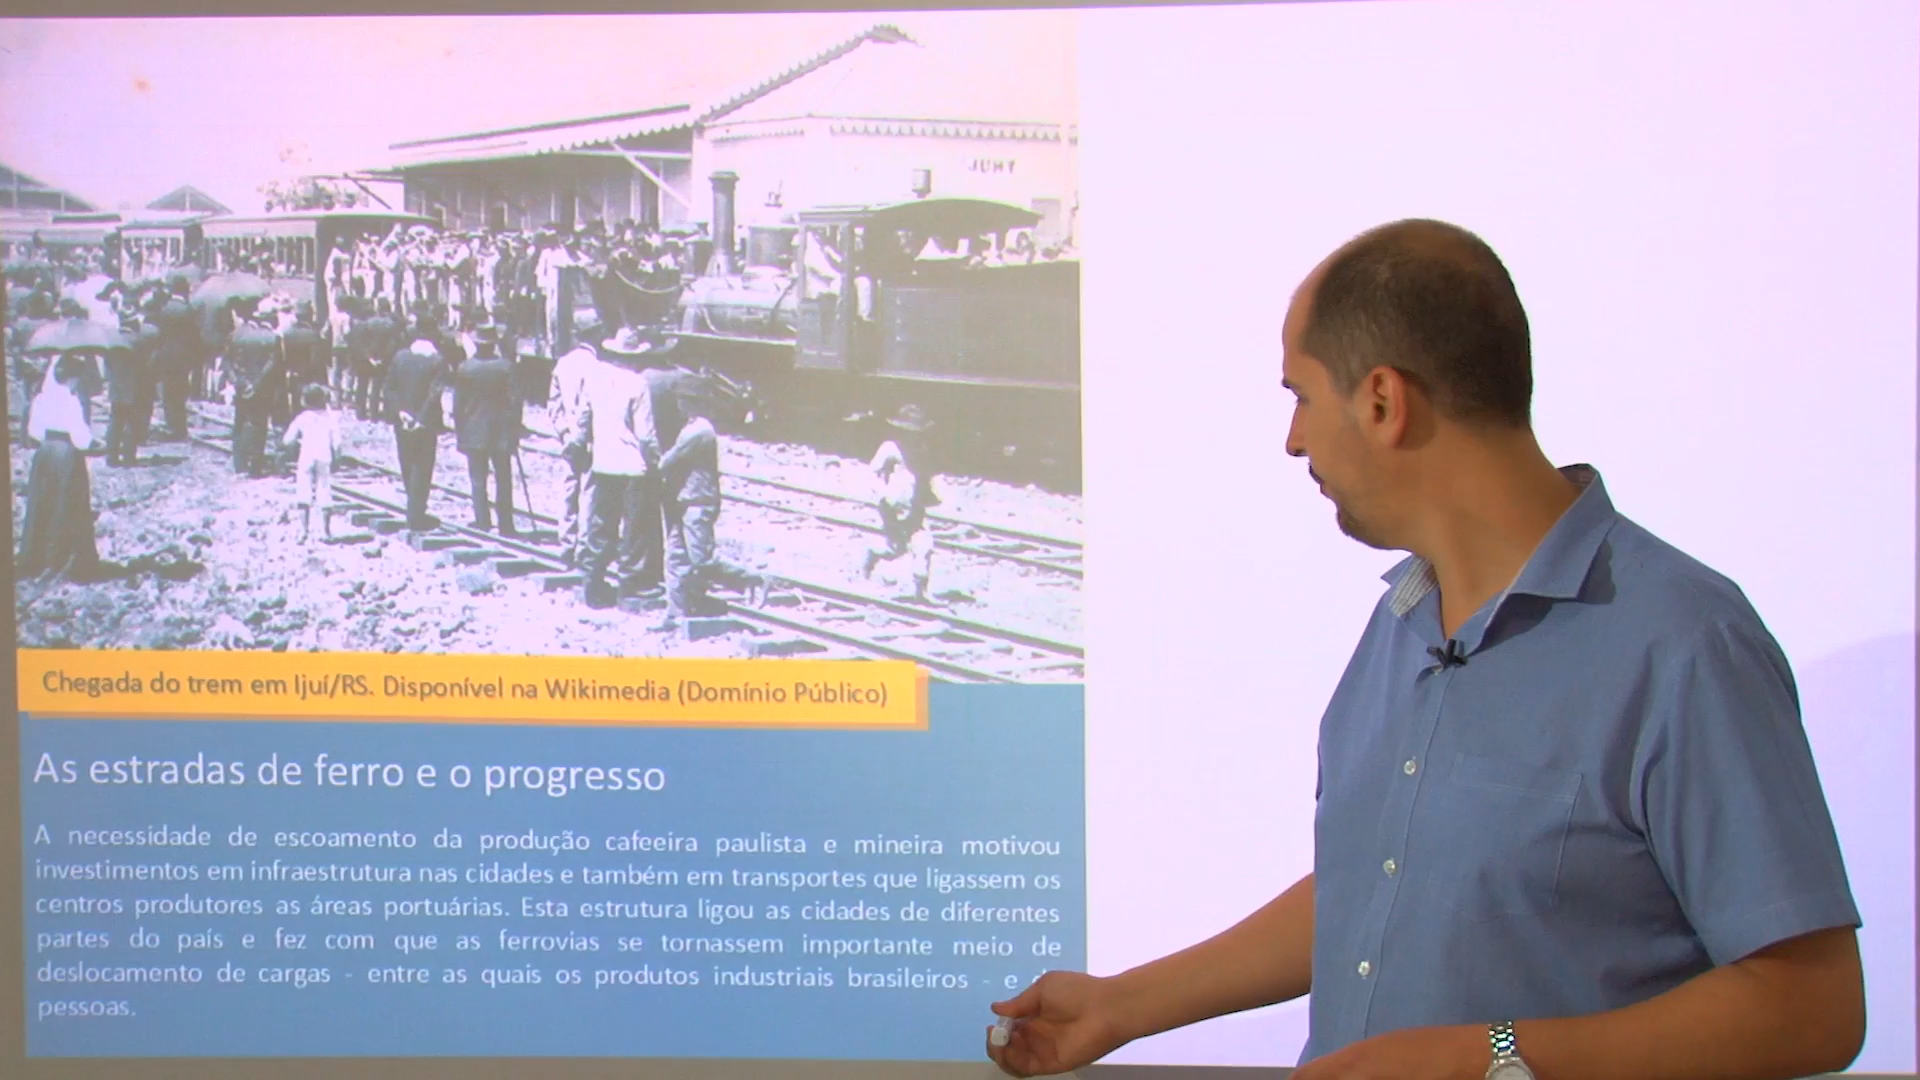 JUHY
Chegada do trem em Ijuí/RS. Disponível na Wikimedia (Domínio Público)
As estradas de ferro e o progresso
A necessidade de escoamento da produção cafeeira paulista e mineira motivou
investimentos em infraestrutura nas cidades e também em transportes que ligassem os
centros produtores as áreas portuárias. Esta estrutura ligou as cidades de diferentes
partes do país e fez com que as ferrovias se tornassem importante meio de
deslocamento de cargas - entre as quais os produtos industriais brasileiros - e
pessoas.